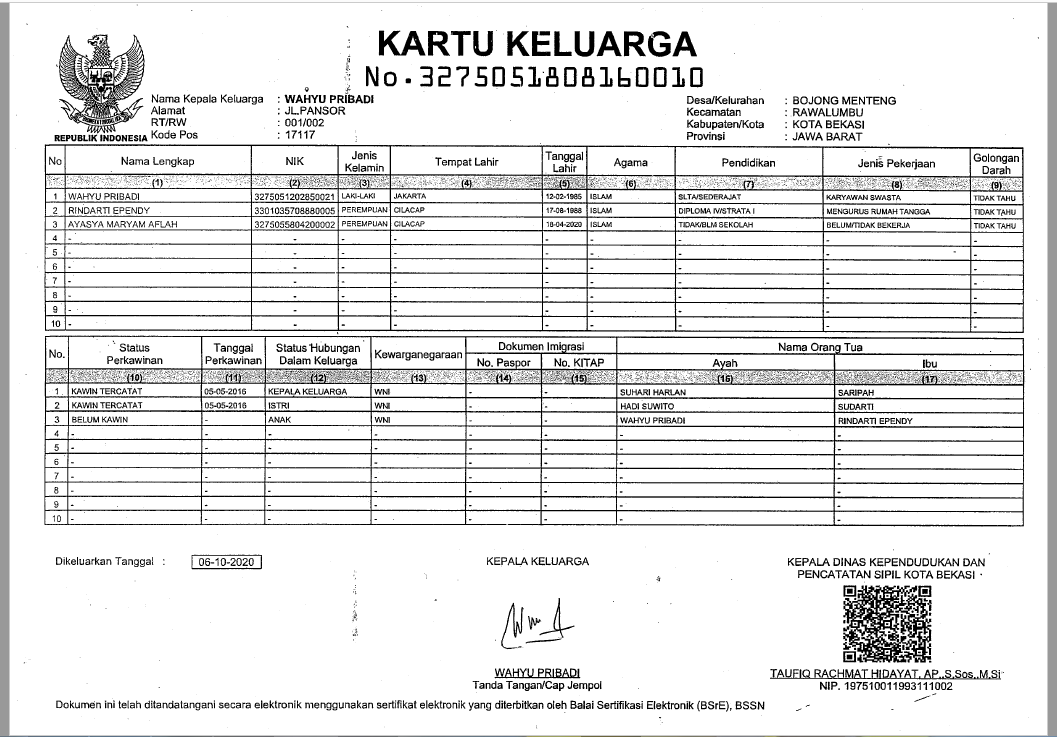 KARTU KELUARGA
No. 3275051808160010
REPUBLIK INDONESIA
Nama Kepala Keluarga : WAHYU PRIBADI
Alamat : JL.PANSOR
RT/RW : 001/002
Kode Pos : 17117
Desa/Kelurahan : BOJONG MENTENG
Kecamatan : RAWALUMBU
Kabupaten/Kota : KOTA BEKASI
Provinsi : JAWA BARAT
No Nama Lengkap NIK Jenis Kelamin Tempat Lahir Tanggal Lahir Agama Pendidikan Jenis Pekerjaan Golongan Darah
(1) (2) (3) (4) (5) (6) (7) (8) (9)
1 WAHYU PRIBADI 3275051202850021 LAKI-LAKI JAKARTA 12-02-1985 ISLAM SLTA/SEDERAJAT KARYAWAN SWASTA TIDAK TAHU
2 RINDARTI EPENDY 3301035708880005 PEREMPUAN CILACAP 17-08-1988 ISLAM DIPLOMA IV/STRATA I MENGURUS RUMAH TANGGA TIDAK TAHU
3 AYASYA MARYAM AFLAH 3275055804200002 PEREMPUAN CILACAP 18-04-2020 ISLAM TIDAK/BLM SEKOLAH BELUM/TIDAK BEKERJA TIDAK TAHU
4 - - - - - - - - -
5 - - - - - - - - -
6 - - - - - - - - -
7 - - - - - - - - -
8 - - - - - - - - -
9 - - - - - - - - -
10 - - - - - - - - -
No. Status Perkawinan Tanggal Perkawinan Status Hubungan Dalam Keluarga Kewarganegaraan Dokumen Imigrasi Nama Orang Tua
No. Paspor No. KITAP Ayah Ibu
(10) (11) (12) (13) (14) (15) (16) (17)
1 KAWIN TERCATAT 05-05-2016 KEPALA KELUARGA WNI - - SUHARI HARLAN SARIPAH
2 KAWIN TERCATAT 05-05-2016 ISTRI WNI - - HADI SUWITO SUDARTI
3 BELUM KAWIN - ANAK WNI - - WAHYU PRIBADI RINDARTI EPENDY
4 - - - - - - - -
5 - - - - - - - -
6 - - - - - - - -
7 - - - - - - - -
8 - - - - - - - -
9 - - - - - - - -
10 - - - - - - - -
Dikeluarkan Tanggal : 06-10-2020
KEPALA KELUARGA
WAHYU PRIBADI
Tanda Tangan/Cap Jempol
KEPALA DINAS KEPENDUDUKAN DAN
PENCATATAN SIPIL KOTA BEKASI
TAUFIQ RACHMAT HIDAYAT, AP.,S.Sos.,M.Si
NIP. 197510011993111002
Dokumen ini telah ditandatangani secara elektronik menggunakan sertifikat elektronik yang diterbitkan oleh Balai Sertifikasi Elektronik (BSrE), BSSN